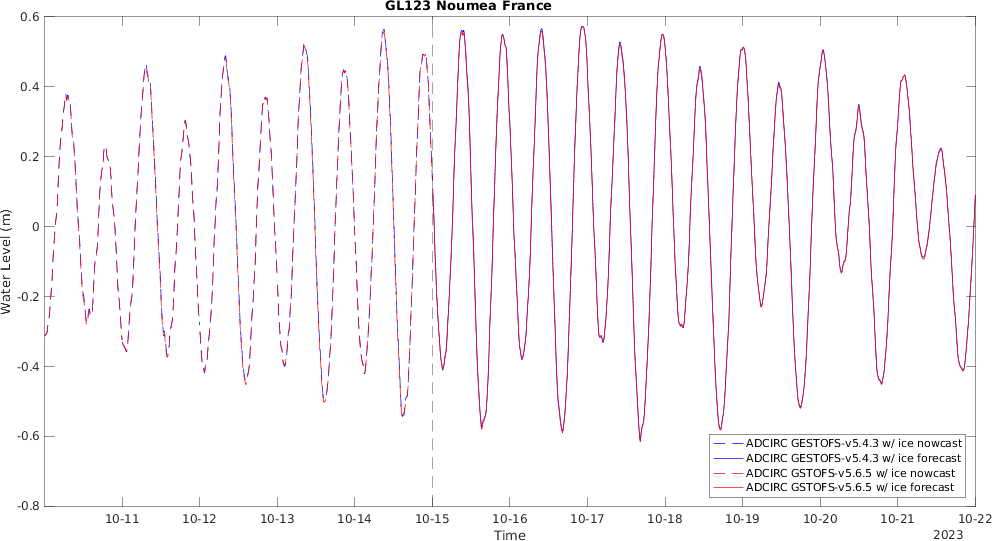 GL123 Noumea France
0.6
0.4
0.2
0
-0.2
-0.4
-0.6
-0.8
Water Level (m)
ADCIRC GESTOFS-v5.4.3 w/ ice nowcast
ADCIRC GESTOFS-v5.4.3 w/ ice forecast
ADCIRC GSTOFS-v5.6.5 w/ ice nowcast
ADCIRC GSTOFS-v5.6.5 w/ ice forecast
10-11 10-12 10-13 10-14 10-15 10-16 10-17 10-18 10-19 10-20 10-21 10-22
Time
2023